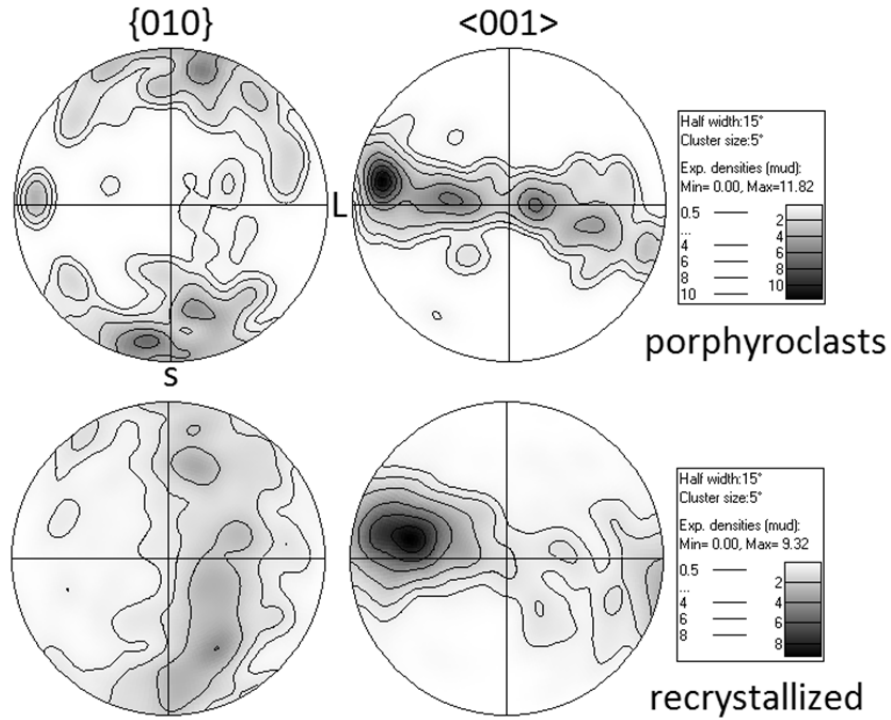 {010}
<001>
L
s
Half width:15°
Cluster size:5°
Exp. densities (mud):
Min= 0.00, Max=11.82
0.5
...
4
6
8
10
2
4
6
8
10
porphyroclasts
Half width:15°
Cluster size:5°
Exp. densities (mud):
Min= 0.00, Max= 9.32
0.5
...
4
6
8
2
4
6
8
recrystallized